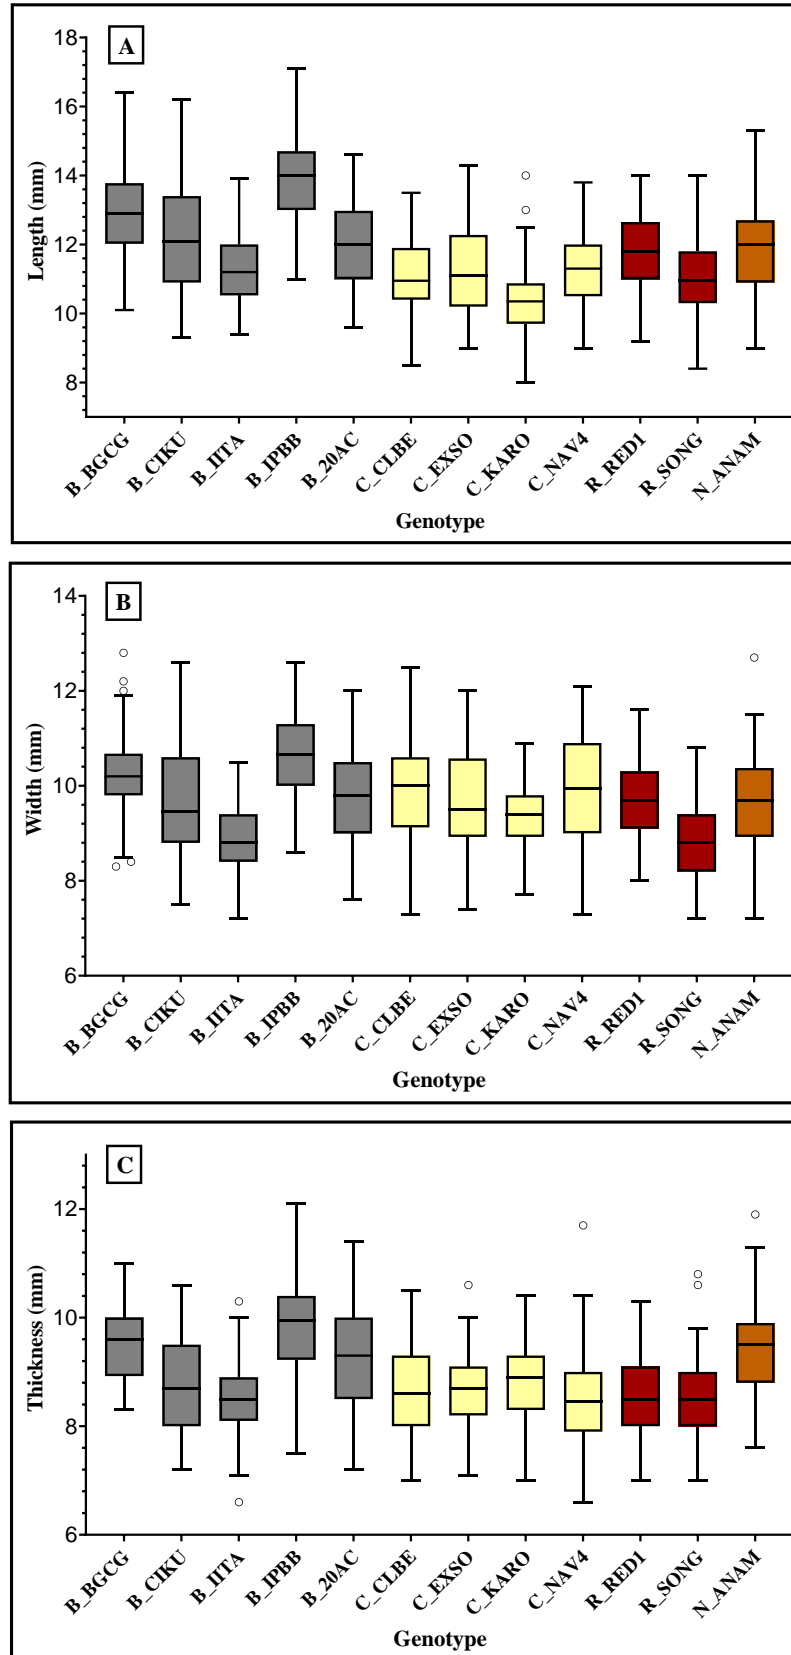 A
18
16
14
12
10
8
Length (mm)
B_BGCG B_CIKU B_IITA B_IPBB B_20AC C_CLBE C_EXSO C_KARO C_NAV4 R_RED1 R_SONG N_ANAM
Genotype
B
14
12
10
8
6
Width (mm)
B_BGCG B_CIKU B_IITA B_IPBB B_20AC C_CLBE C_EXSO C_KARO C_NAV4 R_RED1 R_SONG N_ANAM
Genotype
C
12
10
8
6
Thickness (mm)
B_BGCG B_CIKU B_IITA B_IPBB B_20AC C_CLBE C_EXSO C_KARO C_NAV4 R_RED1 R_SONG N_ANAM
Genotype